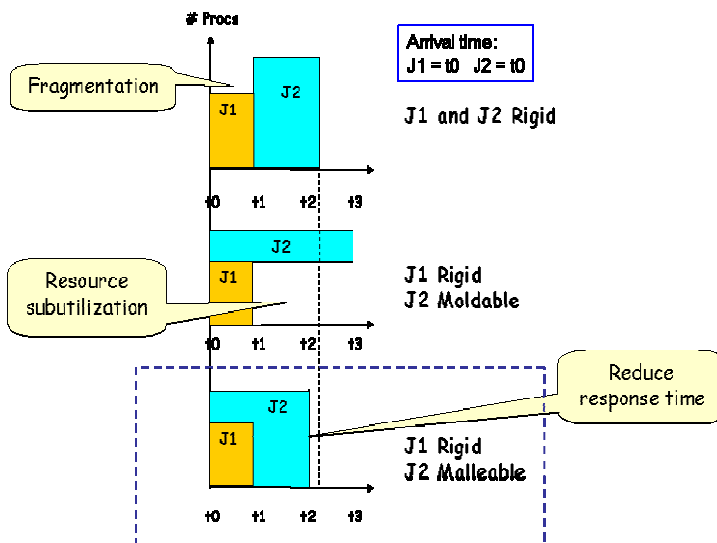 # Procs
Arrival time:
J1 = t0 J2 = t0
Fragmentation
J1
J2
J1 and J2 Rigid
t0 t1 t2 t3
J2
J1
Resource
subutilization
J1 Rigid
J2 Moldable
t0 t1 t2 t3
Reduce
response time
J2
J1
J1 Rigid
J2 Malleable
t0 t1 t2 t3